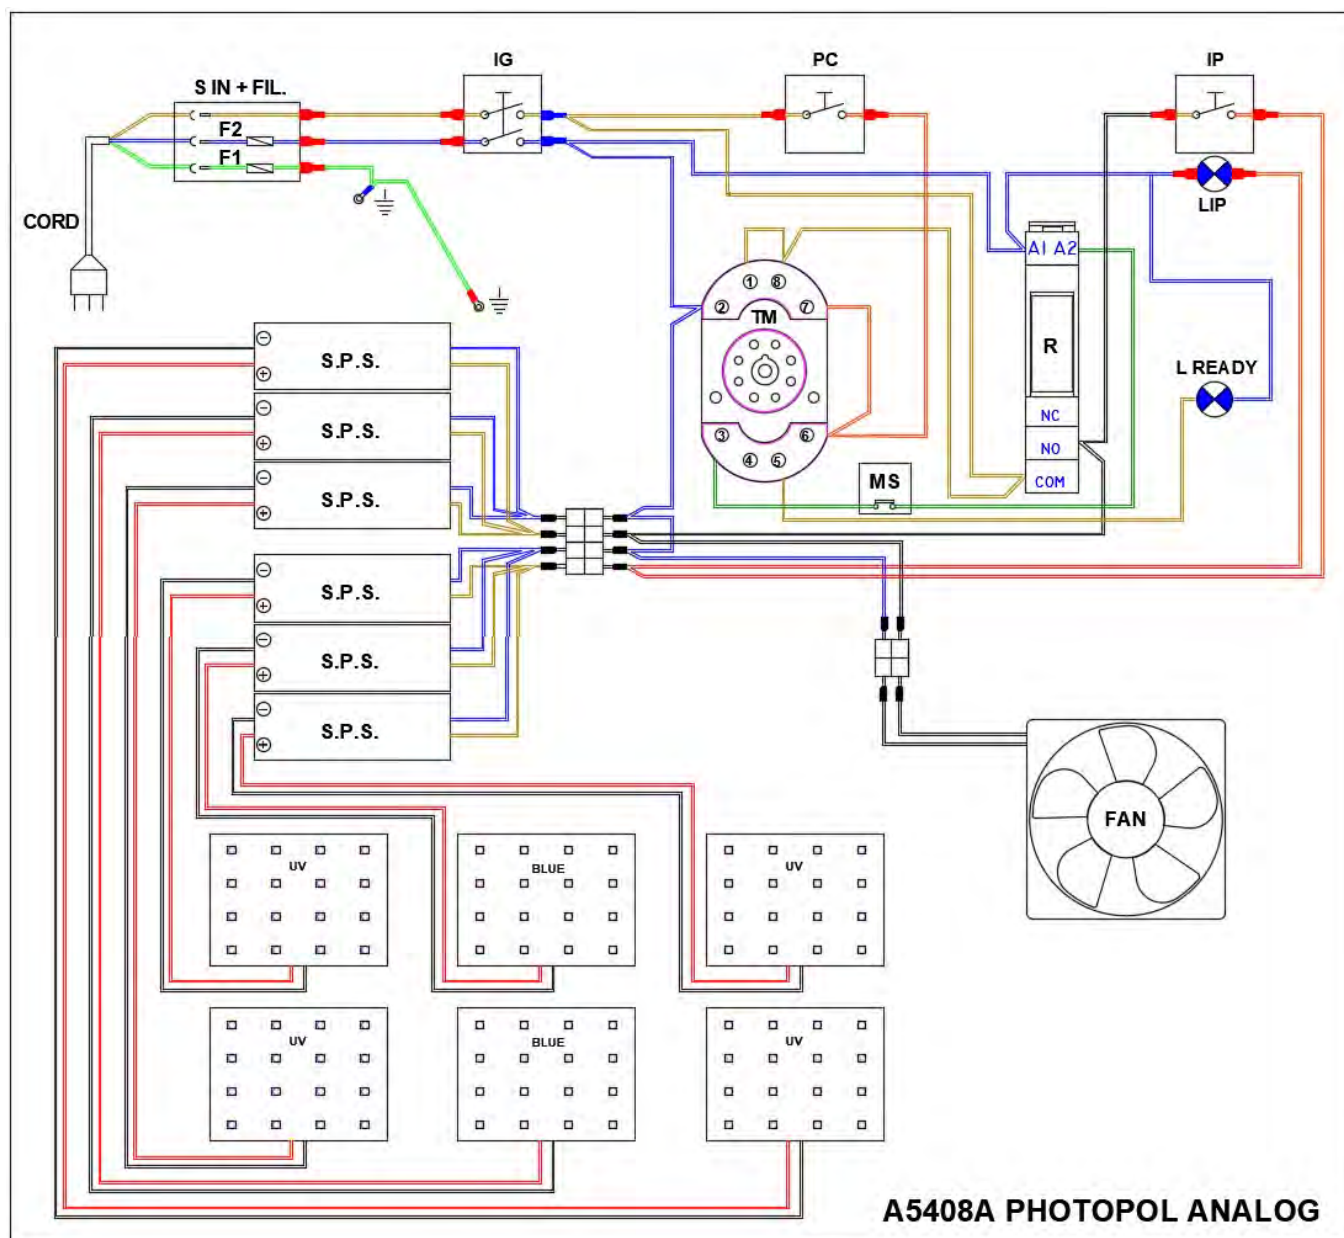 IG
PC
IP
S IN + FIL.
F2
F1
CORD
LIP
A1 A2
1 8
2 7
TM
S.P.S.
R
L READY
S.P.S.
NC
3 6
NO
4 5
MS
COM
S.P.S.
S.P.S.
S.P.S.
S.P.S.
FAN
UV
BLUE
UV
UV
BLUE
UV
A5408A PHOTOPOL ANALOG